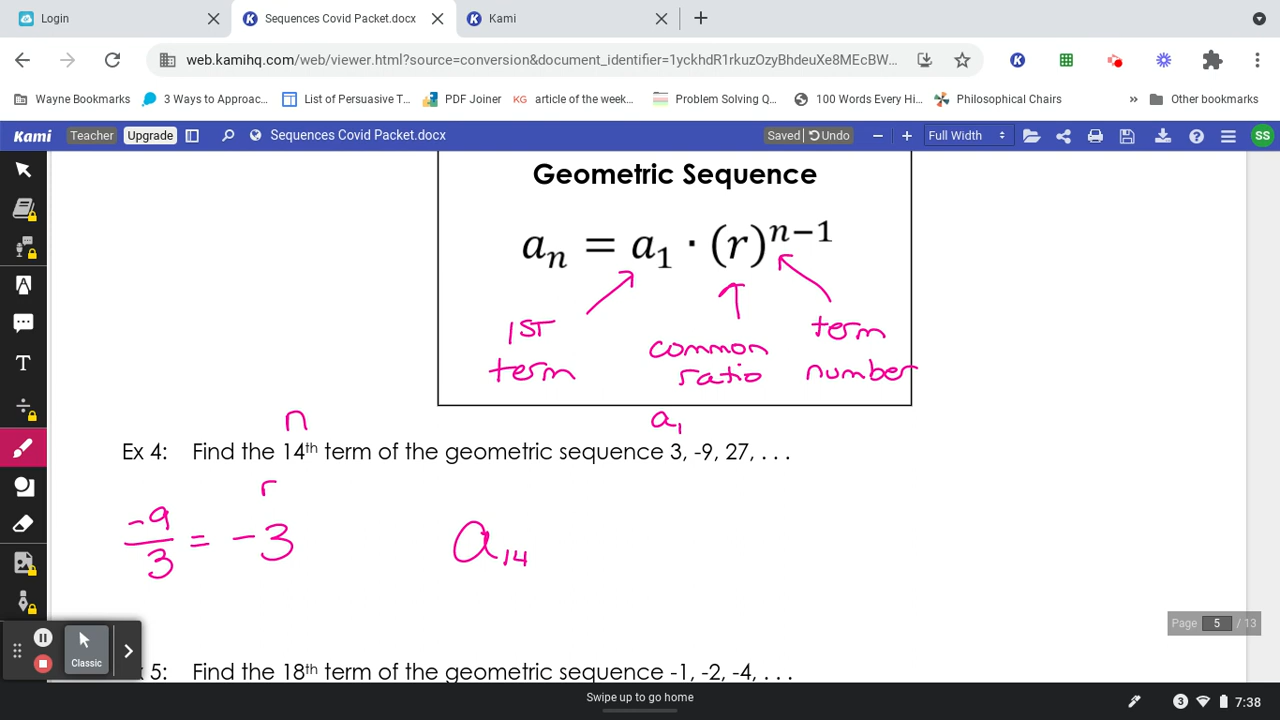 Login
Sequences Covid Packet.docx
Kami
web.kamihq.com/web/viewer.html?source=conversion&document_identifier=1yckhdR1rkuzOzyBhdeuXe8MEcBW...
Wayne Bookmarks
3 Ways to Approac...
List of Persuasive T...
PDF Joiner
KG article of the week...
Problem Solving Q...
100 Words Every Hi...
Philosophical Chairs
» Other bookmarks
Kami Teacher Upgrade Sequences Covid Packet.docx Saved Undo Full Width SS
Geometric Sequence
aₙ = a₁ · (r)ⁿ⁻¹
1ST term
common ratio
term number
n
a₁
Ex 4: Find the 14th term of the geometric sequence 3, -9, 27, . . .
r
-9/3 = -3
a₁₄
Page 5 / 13
Classic
5: Find the 18th term of the geometric sequence -1, -2, -4, . . .
Swipe up to go home
3
7:38